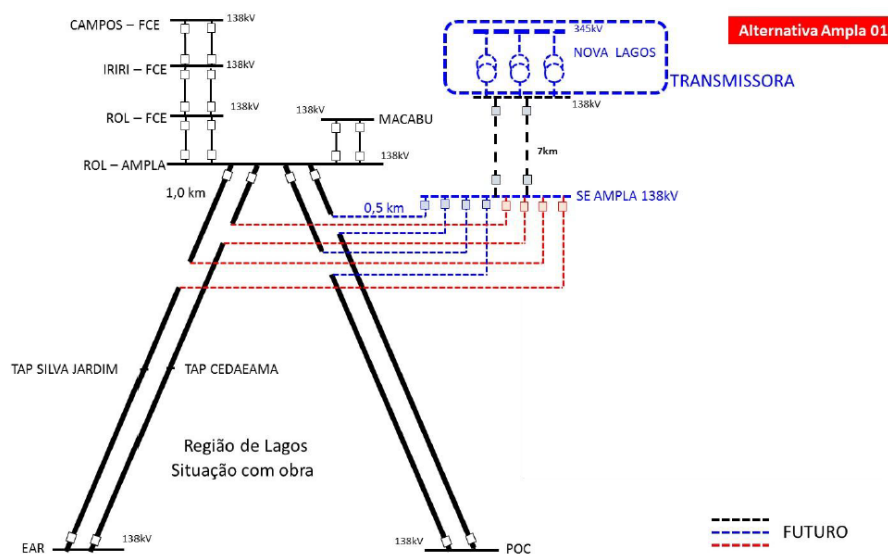 CAMPOS – FCE
138kV
345kV
Alternativa Ampla 01
NOVA LAGOS
IRIRI – FCE
138kV
TRANSMISSORA
138kV
ROL – FCE
138kV
138kV
MACABU
7km
ROL – AMPLA
138kV
1,0 km
SE AMPLA 138kV
0,5 km
TAP SILVA JARDIM
TAP CEDAEAMA
Região de Lagos
Situação com obra
FUTURO
EAR
138kV
138kV
POC